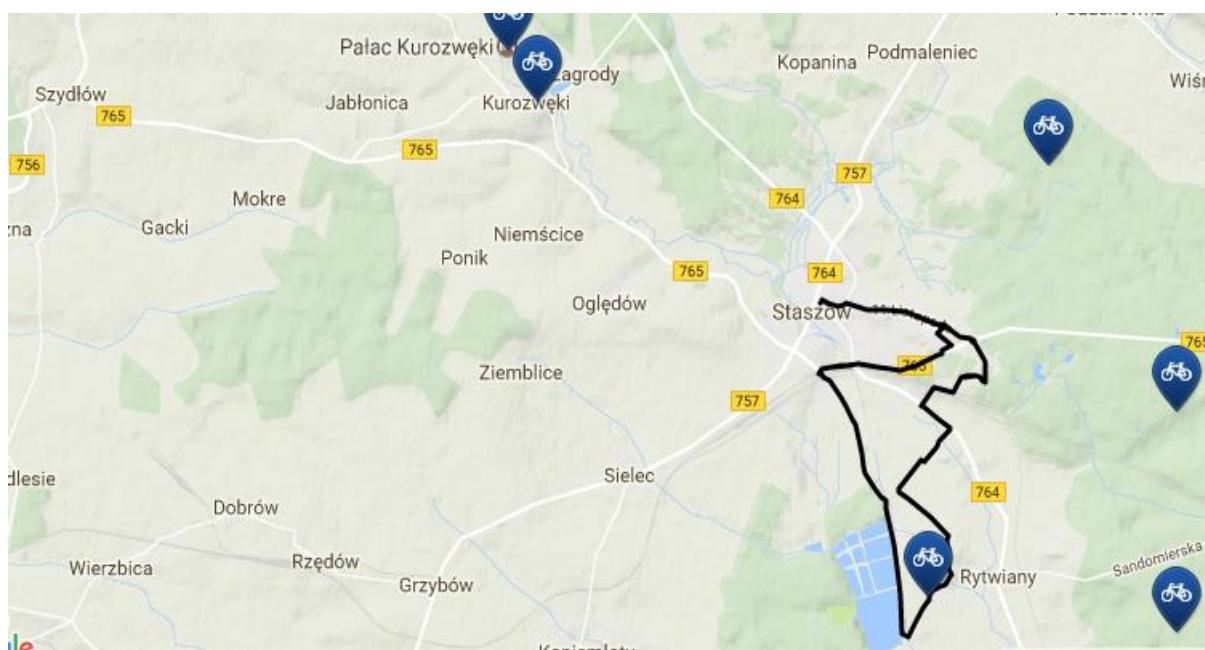 Pałac Kurozwęki
Podmaleniec
Kopanina
Zagrody
Szydłów
Jabłonica
Kurozwęki
765
765
756
757
764
Mokre
Gacki
Niemścice
Ponik
765
764
Oględów
Staszów
765
765
Ziemblice
757
Sielec
764
Dobrów
Rzędów
Wierzbica
Grzybów
Rytwiany
Sandomierska